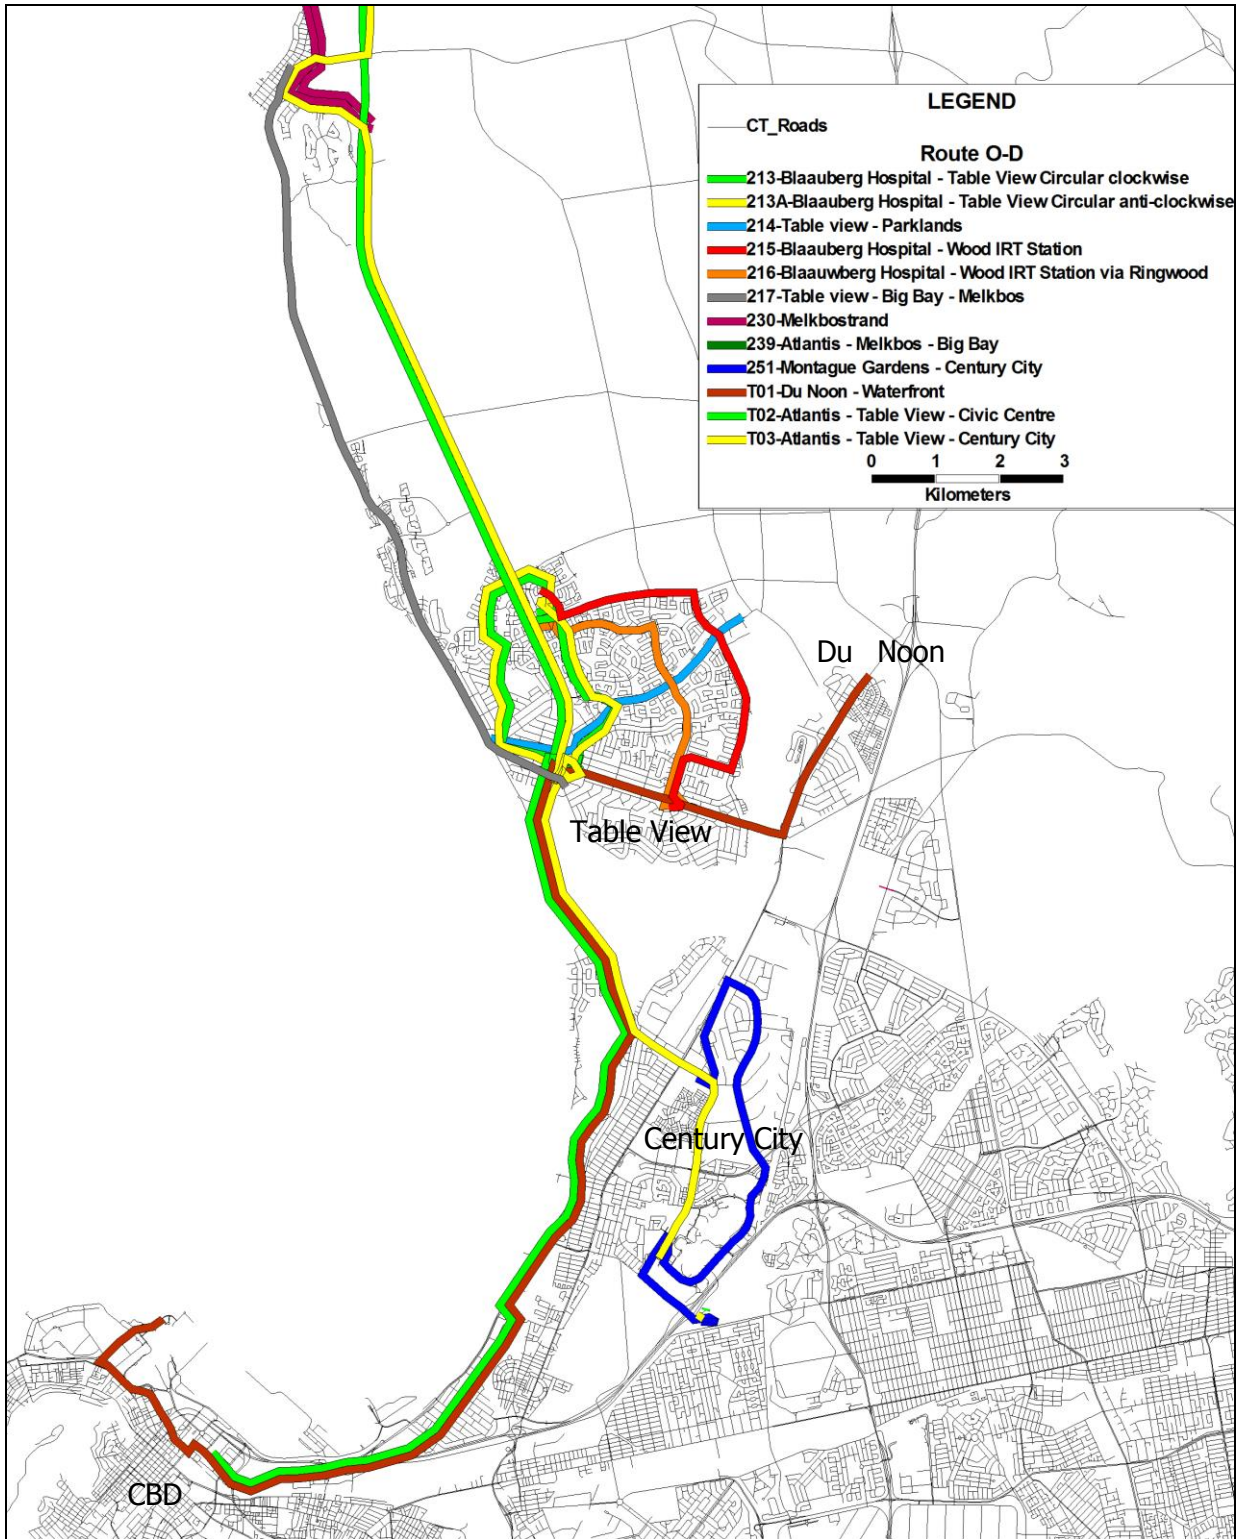 LEGEND
CT_Roads
Route O-D
213-Blaauberg Hospital - Table View Circular clockwise
213A-Blaauberg Hospital - Table View Circular anti-clockwise
214-Table view - Parklands
215-Blaauberg Hospital - Wood IRT Station
216-Blaauwberg Hospital - Wood IRT Station via Ringwood
217-Table view - Big Bay - Melkbos
230-Melkbostrand
239-Atlantis - Melkbos - Big Bay
251-Montague Gardens - Century City
T01-Du Noon - Waterfront
T02-Atlantis - Table View - Civic Centre
T03-Atlantis - Table View - Century City
0 1 2 3
Kilometers
Du Noon
Table View
Century City
CBD